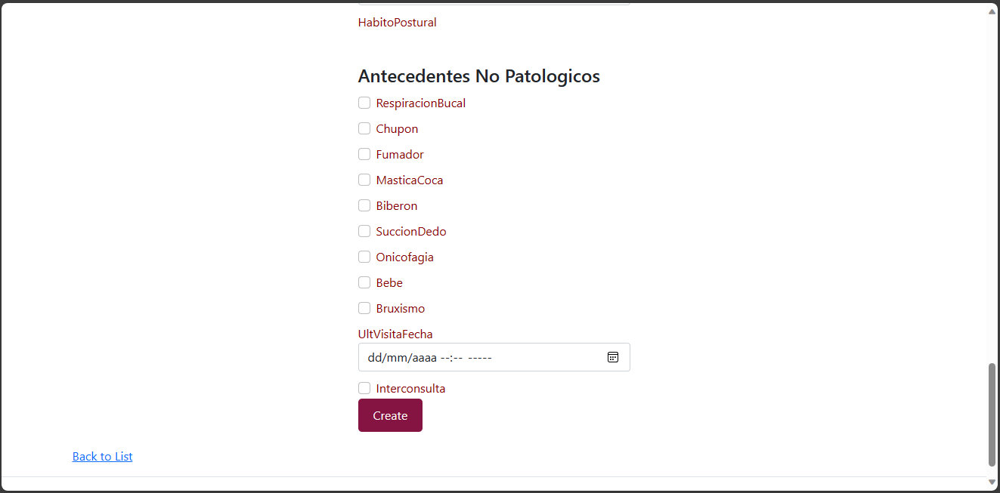 HabitoPostural
Antecedentes No Patologicos
RespiracionBucal
Chupon
Fumador
MasticaCoca
Biberon
SuccionDedo
Onicofagia
Bebe
Bruxismo
UltVisitaFecha
dd/mm/aaaa --:-- -----
Interconsulta
Create
Back to List